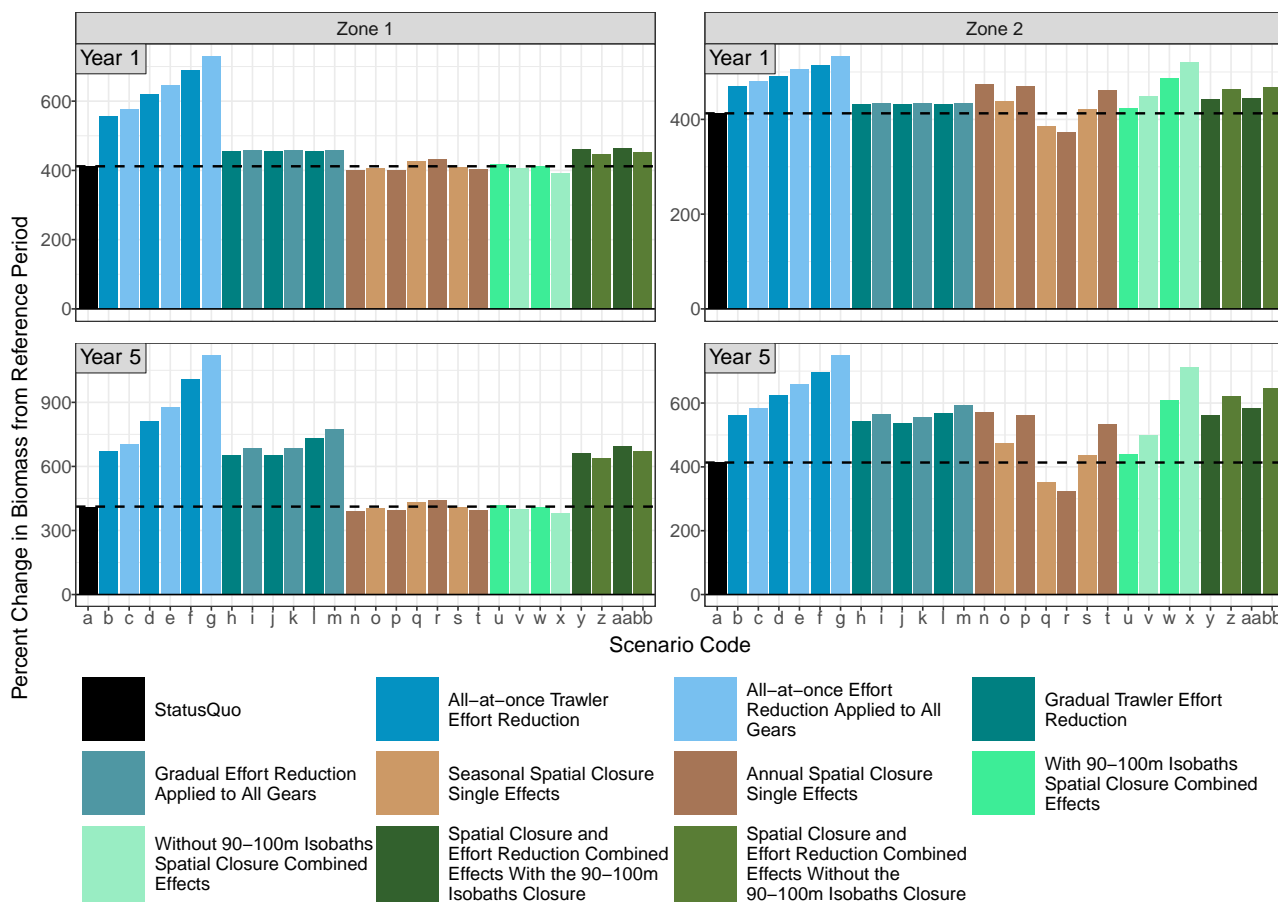 Zone 1
Zone 2
Year 1
Year 1
600
400
200
0
400
200
0
Year 5
Year 5
900
600
300
0
600
400
200
0
a b c d e f g h i j k l m n o p q r s t u v w x y z aabb
a b c d e f g h i j k l m n o p q r s t u v w x y z aabb
Percent Change in Biomass from Reference Period
Scenario Code
StatusQuo
All−at−once Trawler
Effort Reduction
All−at−once Effort
Reduction Applied to All
Gears
Gradual Trawler Effort
Reduction
Gradual Effort Reduction
Applied to All Gears
Seasonal Spatial Closure
Single Effects
Annual Spatial Closure
Single Effects
With 90−100m Isobaths
Spatial Closure Combined
Effects
Without 90−100m Isobaths
Spatial Closure Combined
Effects
Spatial Closure and
Effort Reduction Combined
Effects With the 90−100m
Isobaths Closure
Spatial Closure and
Effort Reduction Combined
Effects Without the
90−100m Isobaths Closure